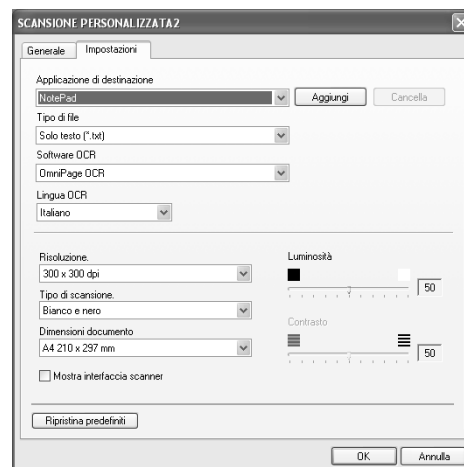 SCANSIONE PERSONALIZZATA2
Generale Impostazioni
Applicazione di destinazione
NotePad Aggiungi Cancella
Tipo di file
Solo testo (*.txt)
Software OCR
OmniPage OCR
Lingua OCR
Italiano
Risoluzione. Luminosità
300 x 300 dpi 50
Tipo di scansione.
Bianco e nero Contrasto
Dimensioni documento
A4 210 x 297 mm 50
Mostra interfaccia scanner
Ripristina predefiniti
OK Annulla